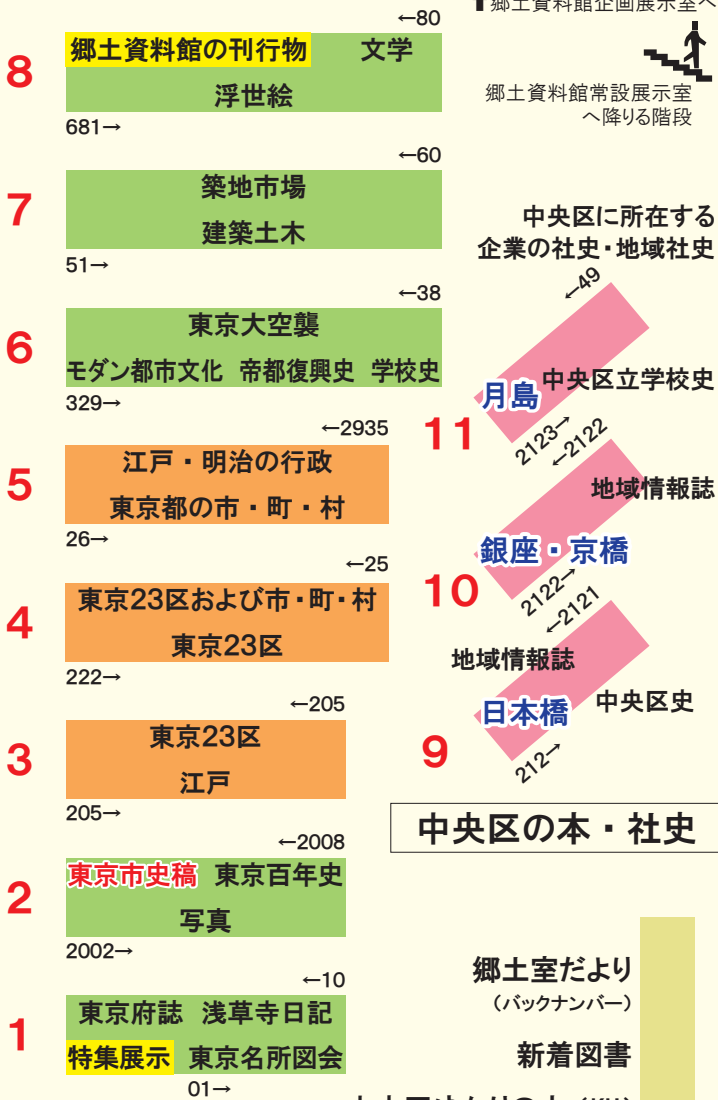 郷土資料館企画展示室へ
郷土資料館常設展示室
へ降りる階段
←80
8
郷土資料館の刊行物 文学
浮世絵
681→
←60
7
築地市場
建築土木
51→
←38
6
東京大空襲
モダン都市文化 帝都復興史 学校史
329→
←2935
5
江戸・明治の行政
東京都の市・町・村
26→
←25
4
東京23区および市・町・村
東京23区
222→
←205
3
東京23区
江戸
205→
←2008
2
東京市史稿 東京百年史
写真
2002→
←10
1
東京府誌 浅草寺日記
特集展示 東京名所図会
01→
中央区に所在する
企業の社史・地域社史
←49
月島 中央区立学校史
11
2123→
←2122
地域情報誌
銀座・京橋
10
2122→
←2121
地域情報誌
日本橋 中央区史
9
212→
中央区の本・社史
郷土室だより
(バックナンバー)
新着図書